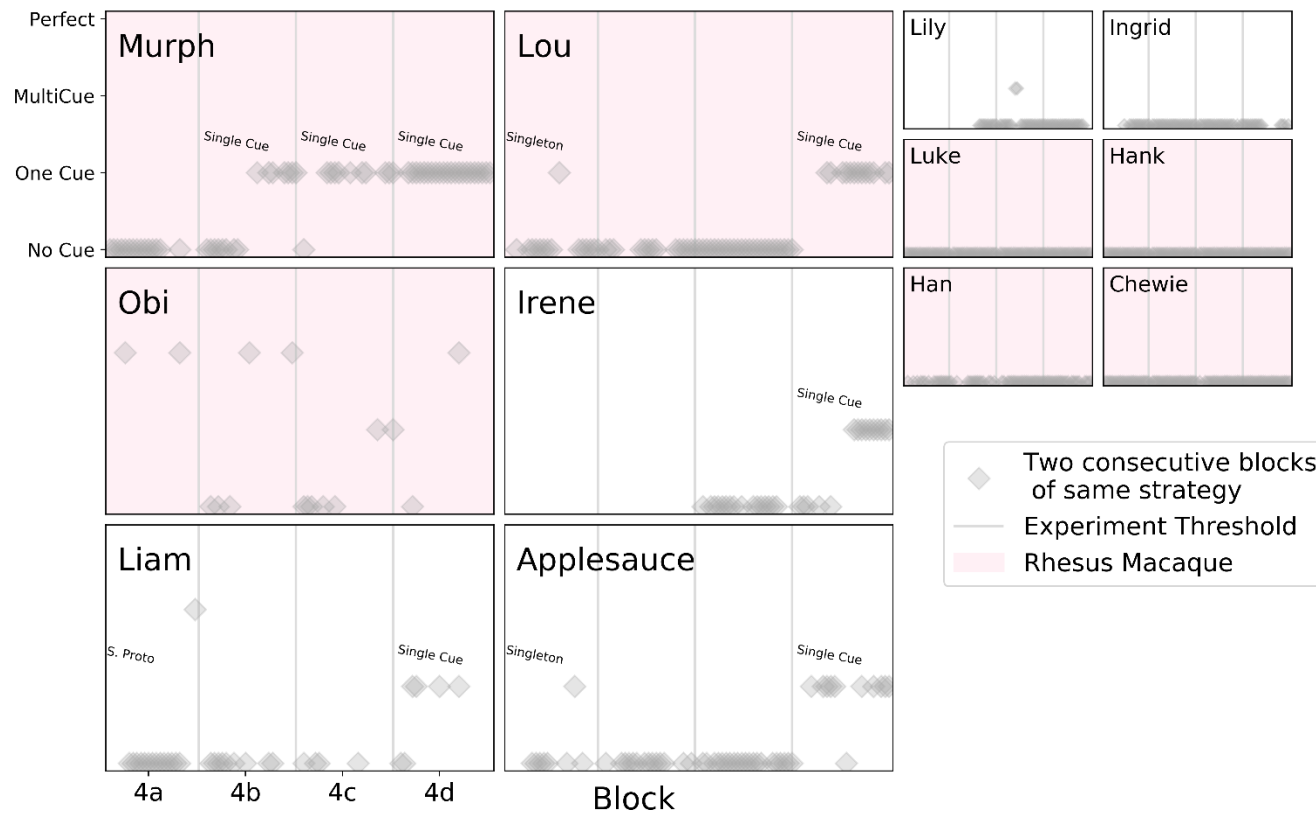 Perfect
MultiCue
One Cue
No Cue
Murph
Single Cue
Single Cue
Single Cue
Lou
Singleton
Single Cue
Lily
Ingrid
Luke
Hank
Han
Chewie
Obi
Irene
Single Cue
Liam
S. Proto
Single Cue
Applesauce
Singleton
Single Cue
4a
4b
4c
4d
Block
Two consecutive blocks
of same strategy
Experiment Threshold
Rhesus Macaque